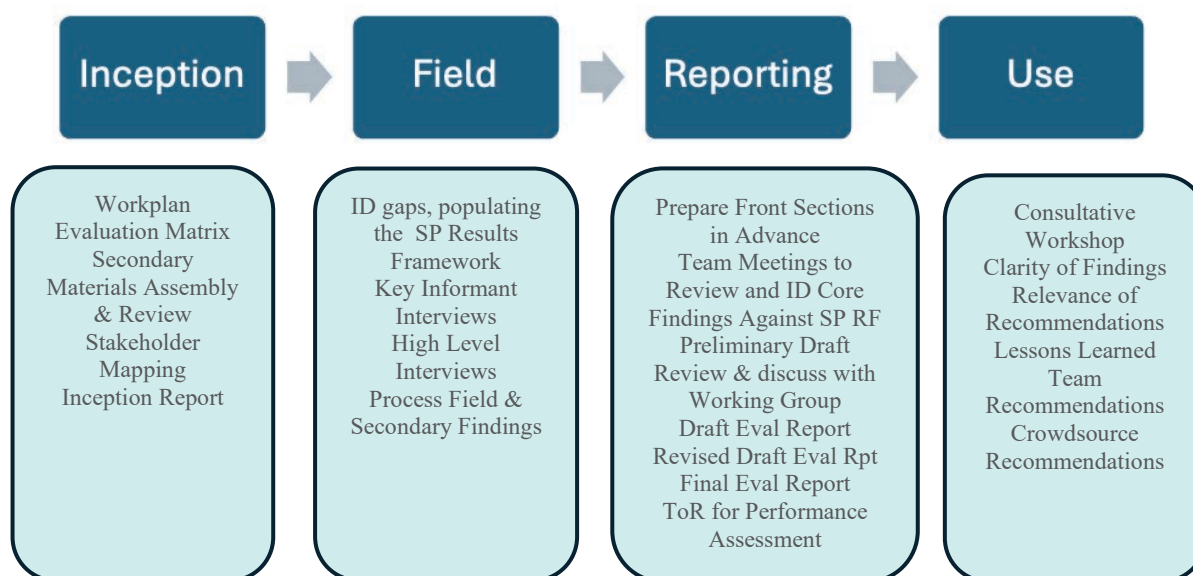 Inception
Field
Reporting
Use
Workplan
Evaluation Matrix
Secondary
Materials Assembly
& Review
Stakeholder
Mapping
Inception Report
ID gaps, populating
the SP Results
Framework
Key Informant
Interviews
High Level
Interviews
Process Field &
Secondary Findings
Prepare Front Sections
in Advance
Team Meetings to
Review and ID Core
Findings Against SP RF
Preliminary Draft
Review & discuss with
Working Group
Draft Eval Report
Revised Draft Eval Rpt
Final Eval Report
ToR for Performance
Assessment
Consultative
Workshop
Clarity of Findings
Relevance of
Recommendations
Lessons Learned
Team
Recommendations
Crowdsource
Recommendations